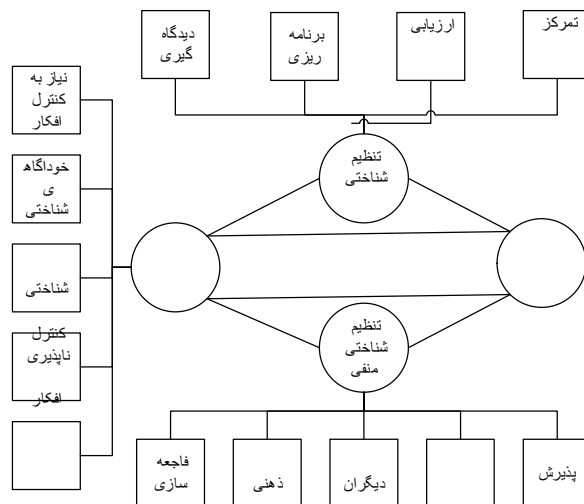 دیدگاه
گیری
برنامه
ریزی
ارزیابی
تمرکز
نیاز به
کنترل
افکار
خوداگاه
ی
شناختی
شناختی
کنترل
ناپذیری
افکار
تنظیم
شناختی
تنظیم
شناختی
منفی
فاجعه
سازی
ذهنی
دیگران
پذیرش